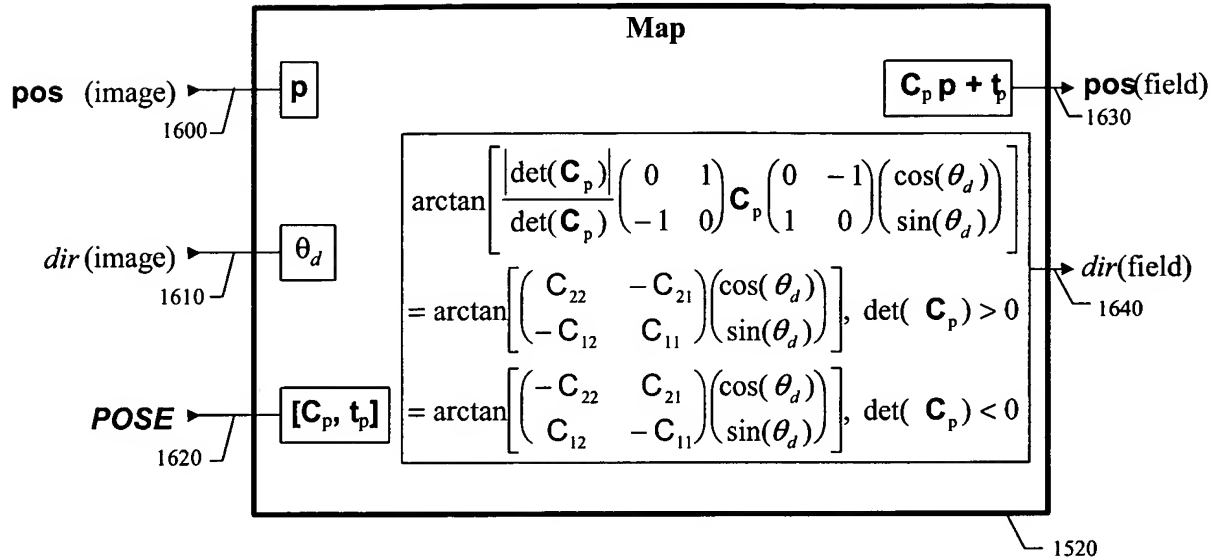 Map
pos (image)
1600
p
C_p p + t_p
pos(field)
1630
arctan[ |det(C_p)| / det(C_p) ( 0 1 ; -1 0 ) C_p ( 0 -1 ; 1 0 ) ( cos(θ_d) ; sin(θ_d) ) ]
dir (image)
1610
θ_d
= arctan[ ( C_22 -C_21 ; -C_12 C_11 ) ( cos(θ_d) ; sin(θ_d) ) ], det( C_p) > 0
dir(field)
1640
POSE
1620
[C_p, t_p]
= arctan[ ( -C_22 C_21 ; C_12 -C_11 ) ( cos(θ_d) ; sin(θ_d) ) ], det( C_p) < 0
1520